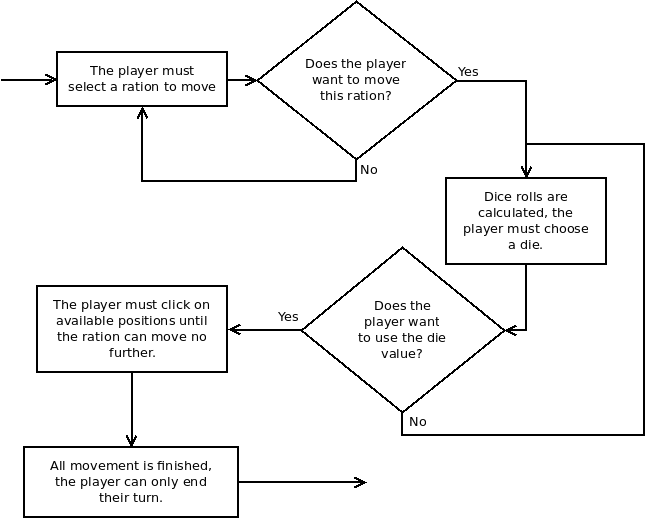 The player must
select a ration to move
Does the player
want to move
this ration?
Yes
No
Dice rolls are
calculated, the
player must choose
a die.
Does the
player want
to use the die
value?
Yes
No
The player must click on
available positions until
the ration can move no
further.
All movement is finished,
the player can only end
their turn.